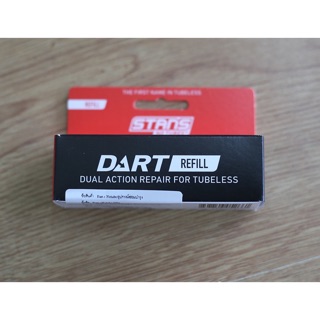 THE FIRST NAME IN TUBELESS
REFILL
STANS
DART REFILL
DUAL ACTION REPAIR FOR TUBELESS